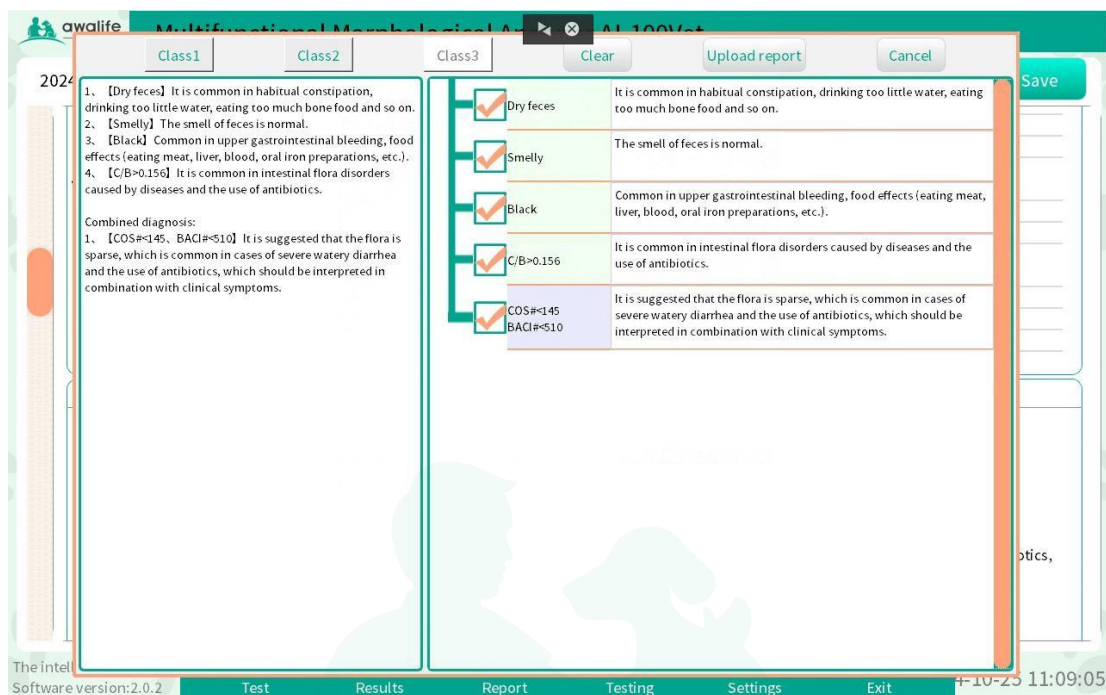 awalife
Class1
Class2
Class3
Clear
Upload report
Cancel
2024
Save
1、【Dry feces】It is common in habitual constipation,
drinking too little water, eating too much bone food and so on.
2、【Smelly】The smell of feces is normal.
3、【Black】Common in upper gastrointestinal bleeding, food
effects (eating meat, liver, blood, oral iron preparations, etc.).
4、【C/B>0.156】It is common in intestinal flora disorders
caused by diseases and the use of antibiotics.
Combined diagnosis:
1、【COS#<145、BACI#<510】It is suggested that the flora is
sparse, which is common in cases of severe watery diarrhea
and the use of antibiotics, which should be interpreted in
combination with clinical symptoms.
Dry feces
It is common in habitual constipation, drinking too little water, eating
too much bone food and so on.
Smelly
The smell of feces is normal.
Black
Common in upper gastrointestinal bleeding, food effects (eating meat,
liver, blood, oral iron preparations, etc.).
C/B>0.156
It is common in intestinal flora disorders caused by diseases and the
use of antibiotics.
COS#<145
BACI#<510
It is suggested that the flora is sparse, which is common in cases of
severe watery diarrhea and the use of antibiotics, which should be
interpreted in combination with clinical symptoms.
otics,
The intell
Software version:2.0.2
Test
Results
Report
Testing
Settings
Exit
4-10-25 11:09:05